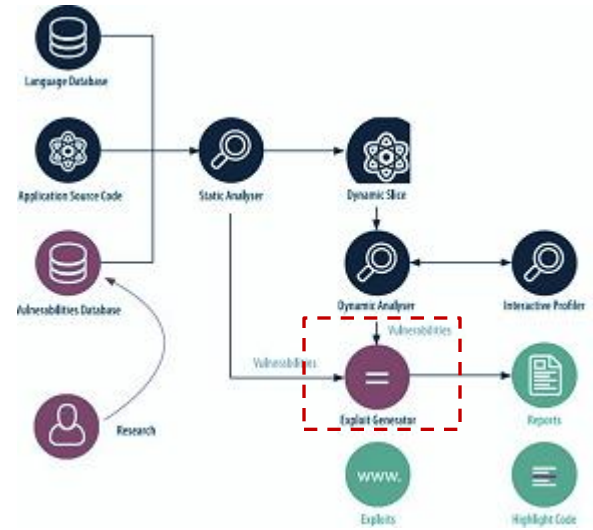 Language Database
Application Source Code
Static Analyser
Dynamic Slice
Vulnerabilities Database
Dynamic Analyser
Interactive Profiler
Vulnerabilities
Vulnerabilities
Exploit Generator
Reports
Research
www.
Exploits
Highlight Code